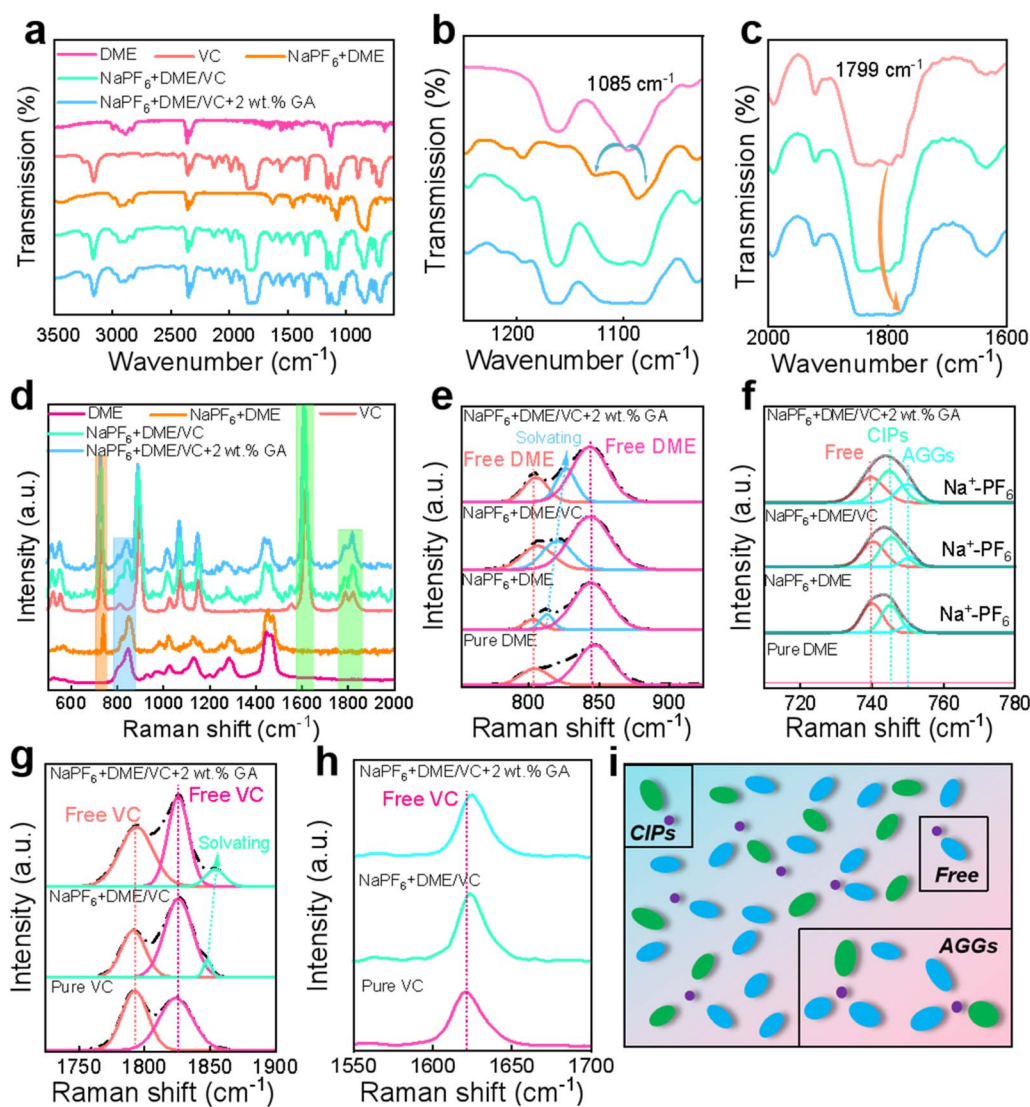 a
DME VC NaPF₆+DME
NaPF₆+DME/VC
NaPF₆+DME/VC+2 wt.% GA
Transmission (%)
3500 3000 2500 2000 1500 1000
Wavenumber (cm⁻¹)
b
1085 cm⁻¹
Transmission (%)
1200 1100
Wavenumber (cm⁻¹)
c
1799 cm⁻¹
Transmission (%)
2000 1800 1600
Wavenumber (cm⁻¹)
d
DME NaPF₆+DME VC
NaPF₆+DME/VC
NaPF₆+DME/VC+2 wt.% GA
Intensity (a.u.)
600 800 1000 1200 1400 1600 1800 2000
Raman shift (cm⁻¹)
e
NaPF₆+DME/VC+2 wt.% GA
Solvating
Free DME Free DME
NaPF₆+DME/VC
NaPF₆+DME
Pure DME
Intensity (a.u.)
800 850 900
Raman shift (cm⁻¹)
f
NaPF₆+DME/VC+2 wt.% GA
CIPs
Free AGGs
Na⁺-PF₆
NaPF₆+DME/VC
Na⁺-PF₆
NaPF₆+DME
Na⁺-PF₆
Pure DME
Intensity (a.u.)
720 740 760 780
Raman shift (cm⁻¹)
g
NaPF₆+DME/VC+2 wt.% GA
Free VC
Free VC
Solvating
NaPF₆+DME/VC
Pure VC
Intensity (a.u.)
1750 1800 1850 1900
Raman shift (cm⁻¹)
h
NaPF₆+DME/VC+2 wt.% GA
Free VC
NaPF₆+DME/VC
Pure VC
Intensity (a.u.)
1550 1600 1650 1700
Raman shift (cm⁻¹)
i
CIPs
Free
AGGs